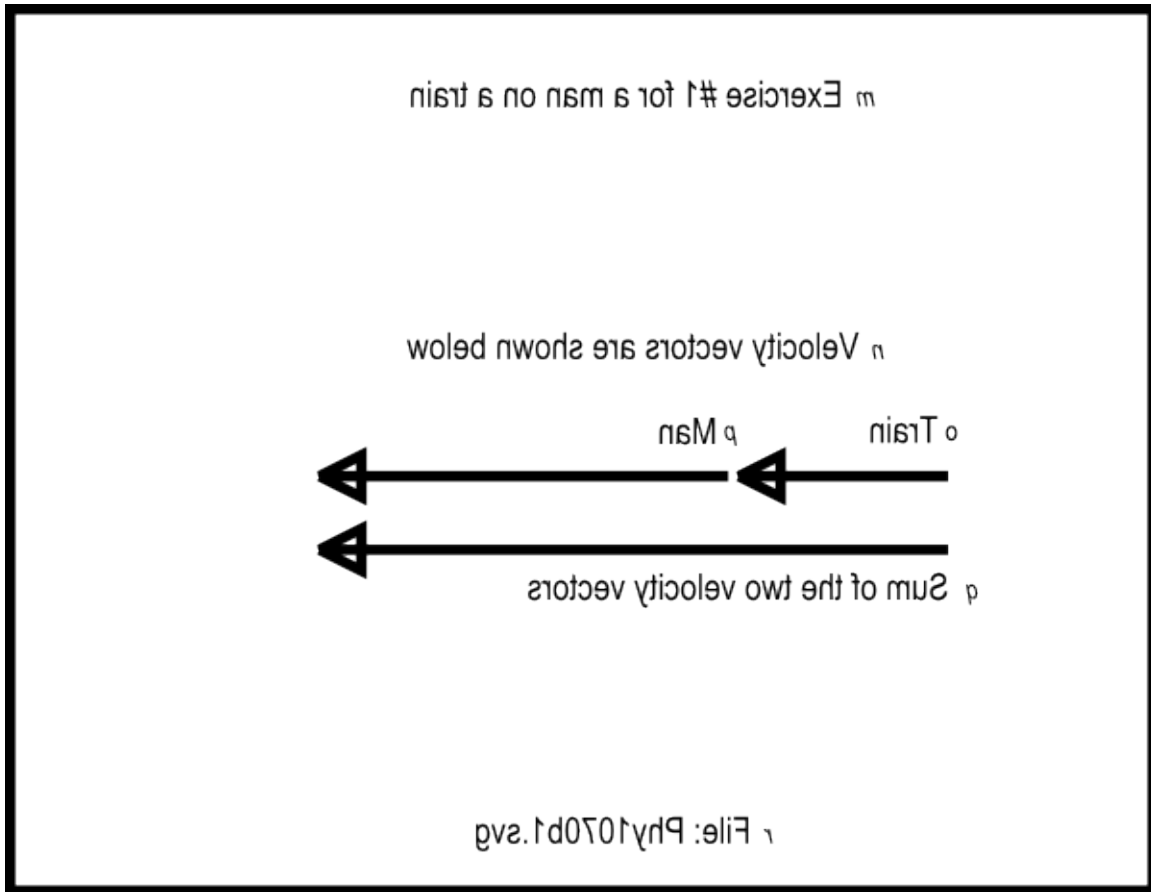 m Exercise #1 for a man on a train
n Velocity vectors are shown below
o Train
p Man
q Sum of the two velocity vectors
r File: Phy1070b1.svg